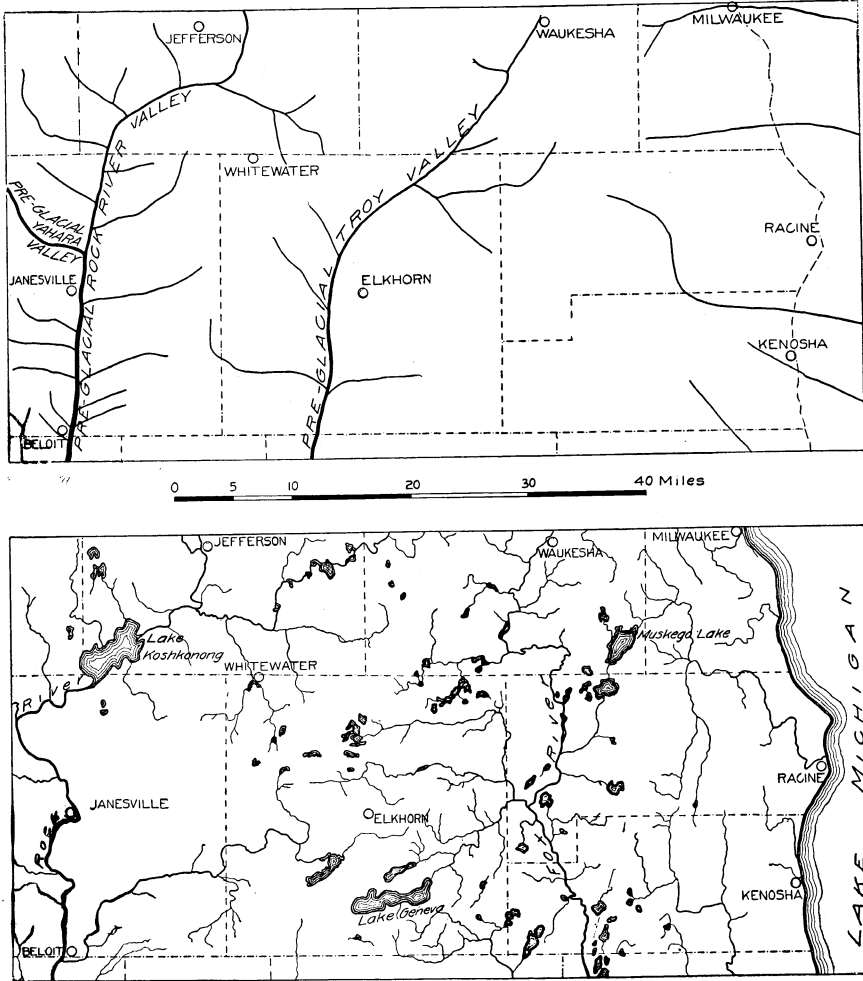 JEFFERSON
WAUKESHA
MILWAUKEE
PRE-GLACIAL ROCK RIVER VALLEY
WHITEWATER
PRE-GLACIAL TROY VALLEY
PRE-GLACIAL
YAHARA
VALLEY
RACINE
JANESVILLE
ELKHORN
KENOSHA
BELOIT
0 5 10 20 30 40 Miles
JEFFERSON
WAUKESHA
MILWAUKEE
Lake
Koshkonong
Muskego Lake
WHITEWATER
Rock River
Fox River
RACINE
JANESVILLE
ELKHORN
KENOSHA
Lake Geneva
BELOIT
LAKE MICHIGAN